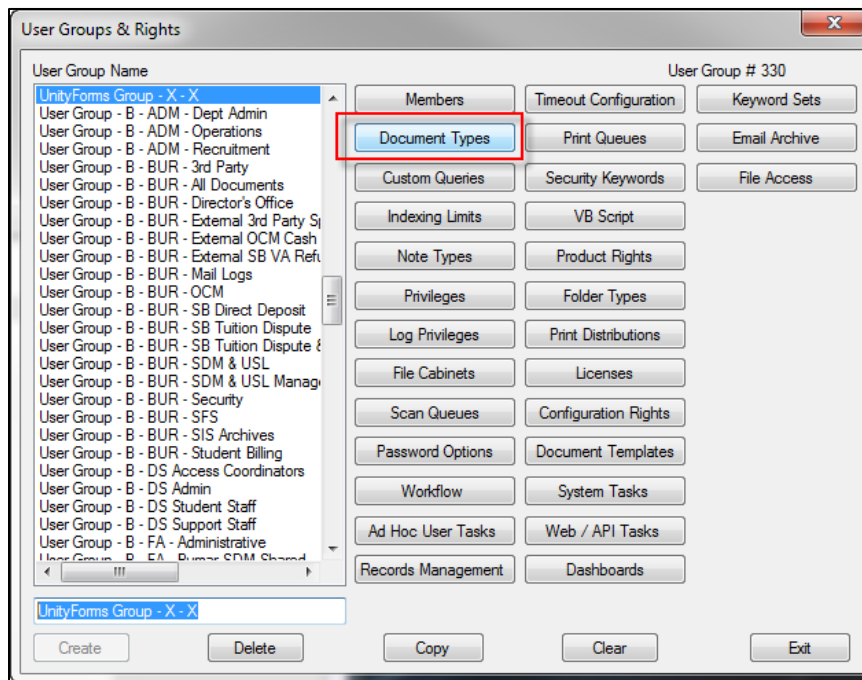 User Groups & Rights
X
User Group Name
User Group # 330
UnityForms Group - X - X
User Group - B - ADM - Dept Admin
User Group - B - ADM - Operations
User Group - B - ADM - Recruitment
User Group - B - BUR - 3rd Party
User Group - B - BUR - All Documents
User Group - B - BUR - Director's Office
User Group - B - BUR - External 3rd Party
User Group - B - BUR - External OCM Cash
User Group - B - BUR - External SB VA
User Group - B - BUR - Mail Logs
User Group - B - BUR - OCM
User Group - B - BUR - SB Direct Deposit
User Group - B - BUR - SB Tuition Dispute
User Group - B - BUR - SB Tuition Dispute &
User Group - B - BUR - SDM & USL
User Group - B - BUR - SDM & USL
User Group - B - BUR - Security
User Group - B - BUR - SFS
User Group - B - BUR - SIS Archives
User Group - B - BUR - Student Billing
User Group - B - DS Access Coordinators
User Group - B - DS Admin
User Group - B - DS Student Staff
User Group - B - DS Support Staff
User Group - B - FA - Administrative
UnityForms Group - X - X
Members
Document Types
Custom Queries
Indexing Limits
Note Types
Privileges
Log Privileges
File Cabinets
Scan Queues
Password Options
Workflow
Ad Hoc User Tasks
Records Management
Timeout Configuration
Print Queues
Security Keywords
VB Script
Product Rights
Folder Types
Print Distributions
Licenses
Configuration Rights
Document Templates
System Tasks
Web / API Tasks
Dashboards
Keyword Sets
Email Archive
File Access
Create
Delete
Copy
Clear
Exit